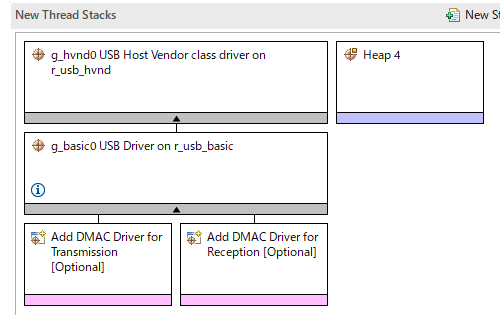 New Thread Stacks
New St
g_hvnd0 USB Host Vendor class driver on
r_usb_hvnd
Heap 4
g_basic0 USB Driver on r_usb_basic
Add DMAC Driver for
Transmission
[Optional]
Add DMAC Driver for
Reception [Optional]